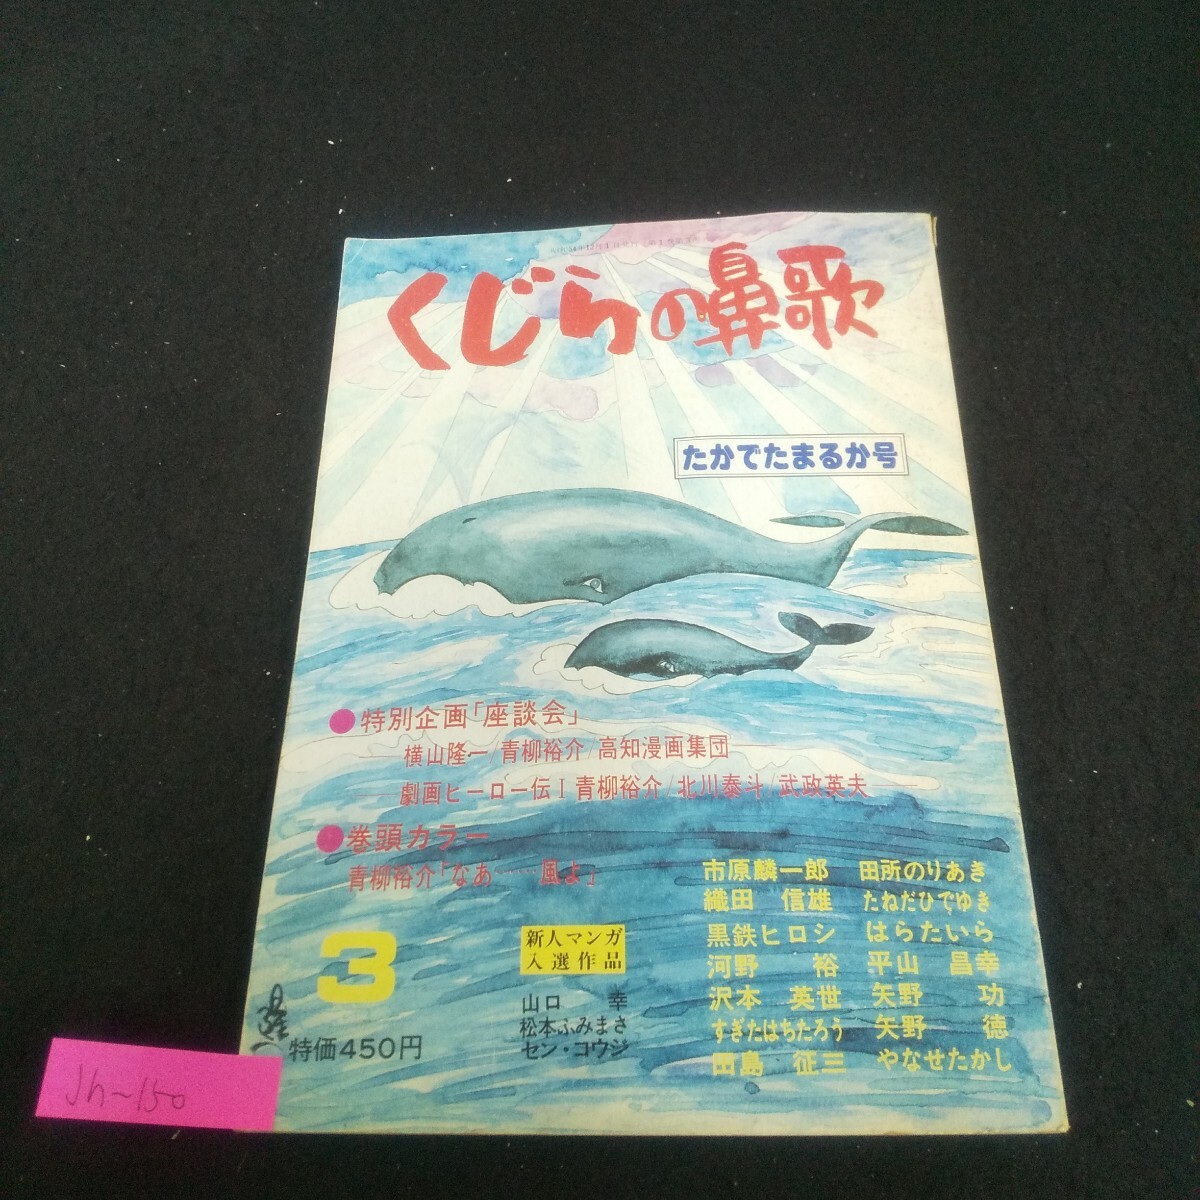 くじらの鼻歌
たかでたまるか号
●特別企画「座談会」
横山隆一/青柳裕介/高知漫画集団
劇画ヒーロー伝I 青柳裕介/北川泰斗/武政英夫
●巻頭カラー
青柳裕介「なあ……風よ」
市原麟一郎 田所のりあき
織田 信雄 たねだひでゆき
黒鉄ヒロシ はらたいら
河野 裕 平山 昌幸
沢本 英世 矢野 功
すぎたはちたろう 矢野 徳
田島 征三 やなせたかし
3
新人マンガ
入選作品
山口 幸
松本ふみまさ
セン・コウジ
特価450円
Jh~150